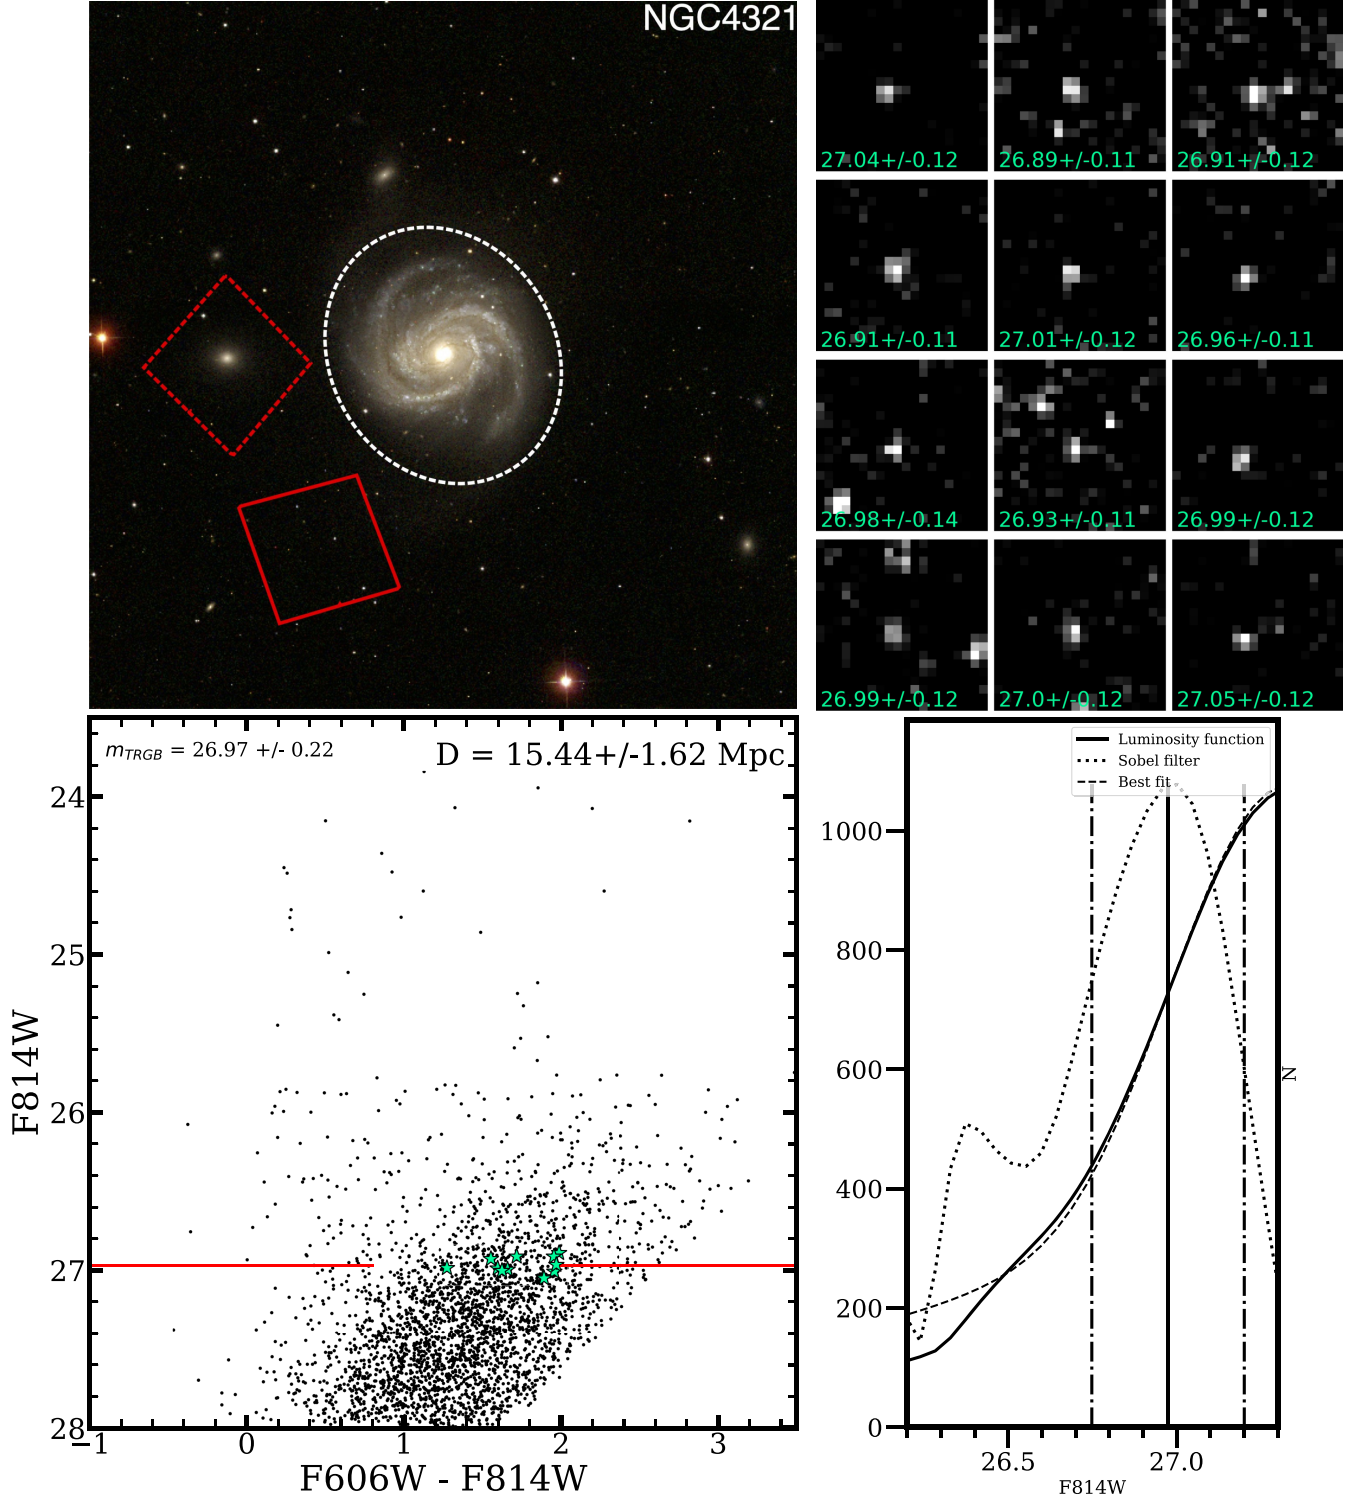 NGC4321
27.04+/-0.12 26.89+/-0.11 26.91+/-0.12
26.91+/-0.11 27.01+/-0.12 26.96+/-0.11
26.98+/-0.14 26.93+/-0.11 26.99+/-0.12
26.99+/-0.12 27.0+/-0.12 27.05+/-0.12
m_TRGB = 26.97 +/- 0.22
D = 15.44+/-1.62 Mpc
24
25
26
27
28
F814W
−1 0 1 2 3
F606W - F814W
Luminosity function
Sobel filter
Best fit
1000
800
600
400
200
0
N
26.5 27.0
F814W